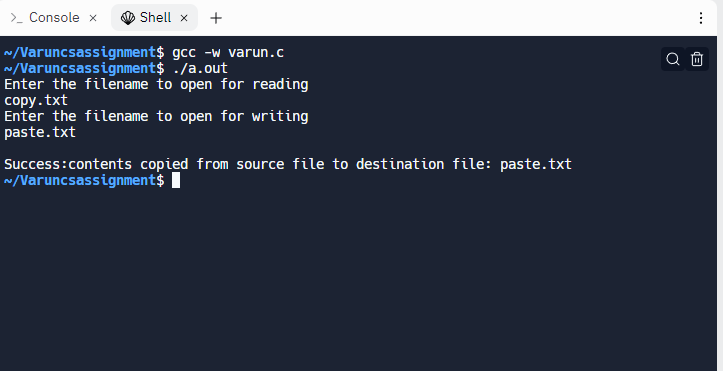 Console
Shell
~/Varuncsassignment$ gcc -w varun.c
~/Varuncsassignment$ ./a.out
Enter the filename to open for reading
copy.txt
Enter the filename to open for writing
paste.txt
Success:contents copied from source file to destination file: paste.txt
~/Varuncsassignment$